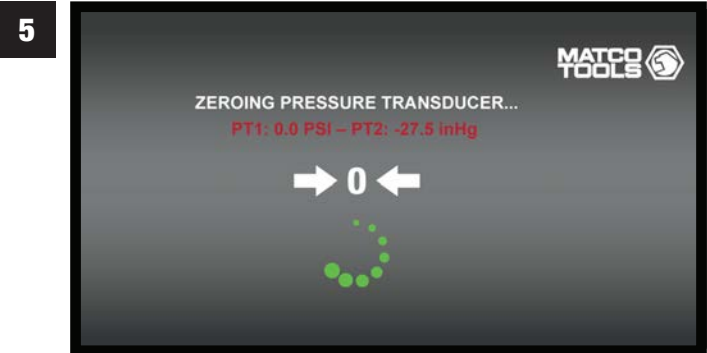 5
MATCO
TOOLS
ZEROING PRESSURE TRANSDUCER...
PT1: 0.0 PSI – PT2: -27.5 inHg
0